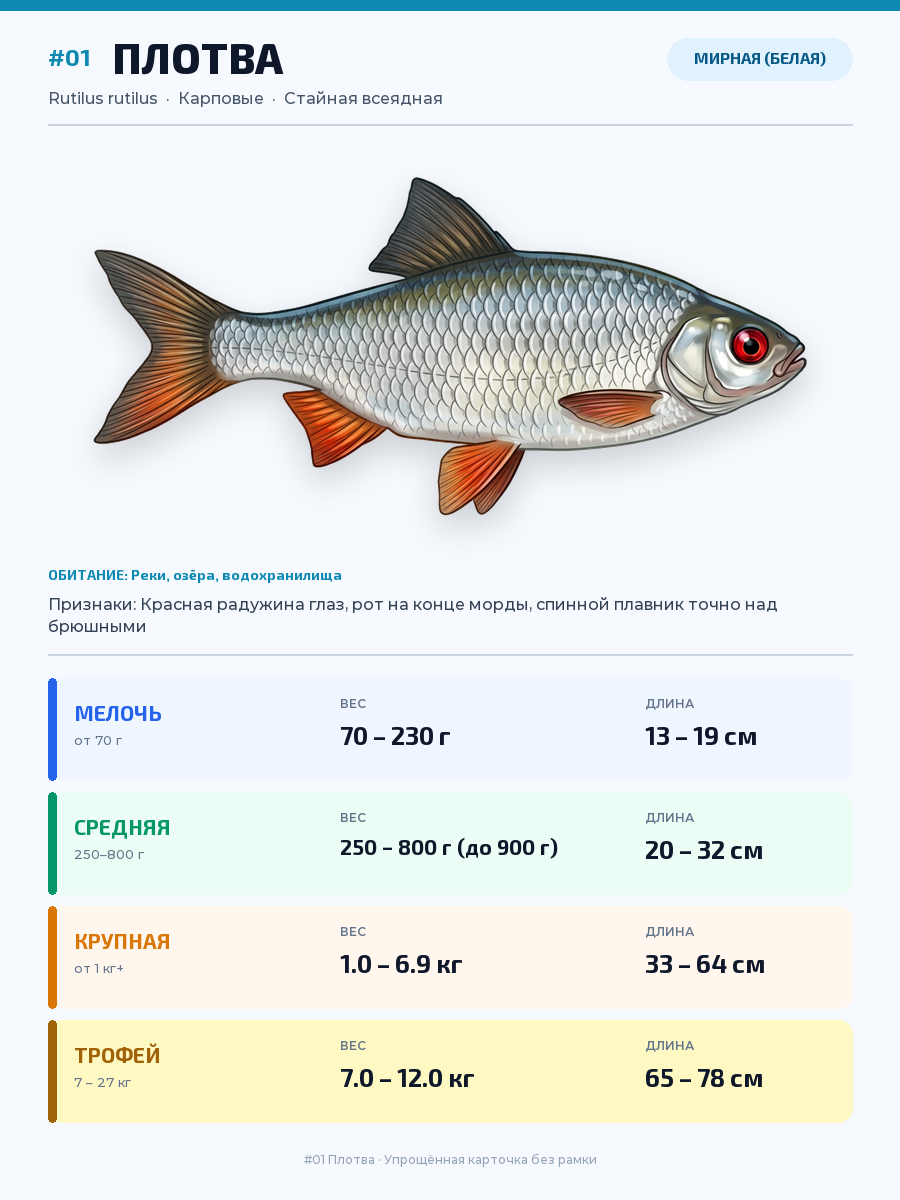 #01 ПЛОТВА
МИРНАЯ (БЕЛАЯ)
Rutilus rutilus · Карповые · Стайная всеядная
ОБИТАНИЕ: Реки, озёра, водохранилища
Признаки: Красная радужина глаз, рот на конце морды, спинной плавник точно над
брюшными
МЕЛОЧЬ
от 70 г
ВЕС
70 – 230 г
ДЛИНА
13 – 19 см
СРЕДНЯЯ
250–800 г
ВЕС
250 – 800 г (до 900 г)
ДЛИНА
20 – 32 см
КРУПНАЯ
от 1 кг+
ВЕС
1.0 – 6.9 кг
ДЛИНА
33 – 64 см
ТРОФЕЙ
7 – 27 кг
ВЕС
7.0 – 12.0 кг
ДЛИНА
65 – 78 см
#01 Плотва · Упрощённая карточка без рамки